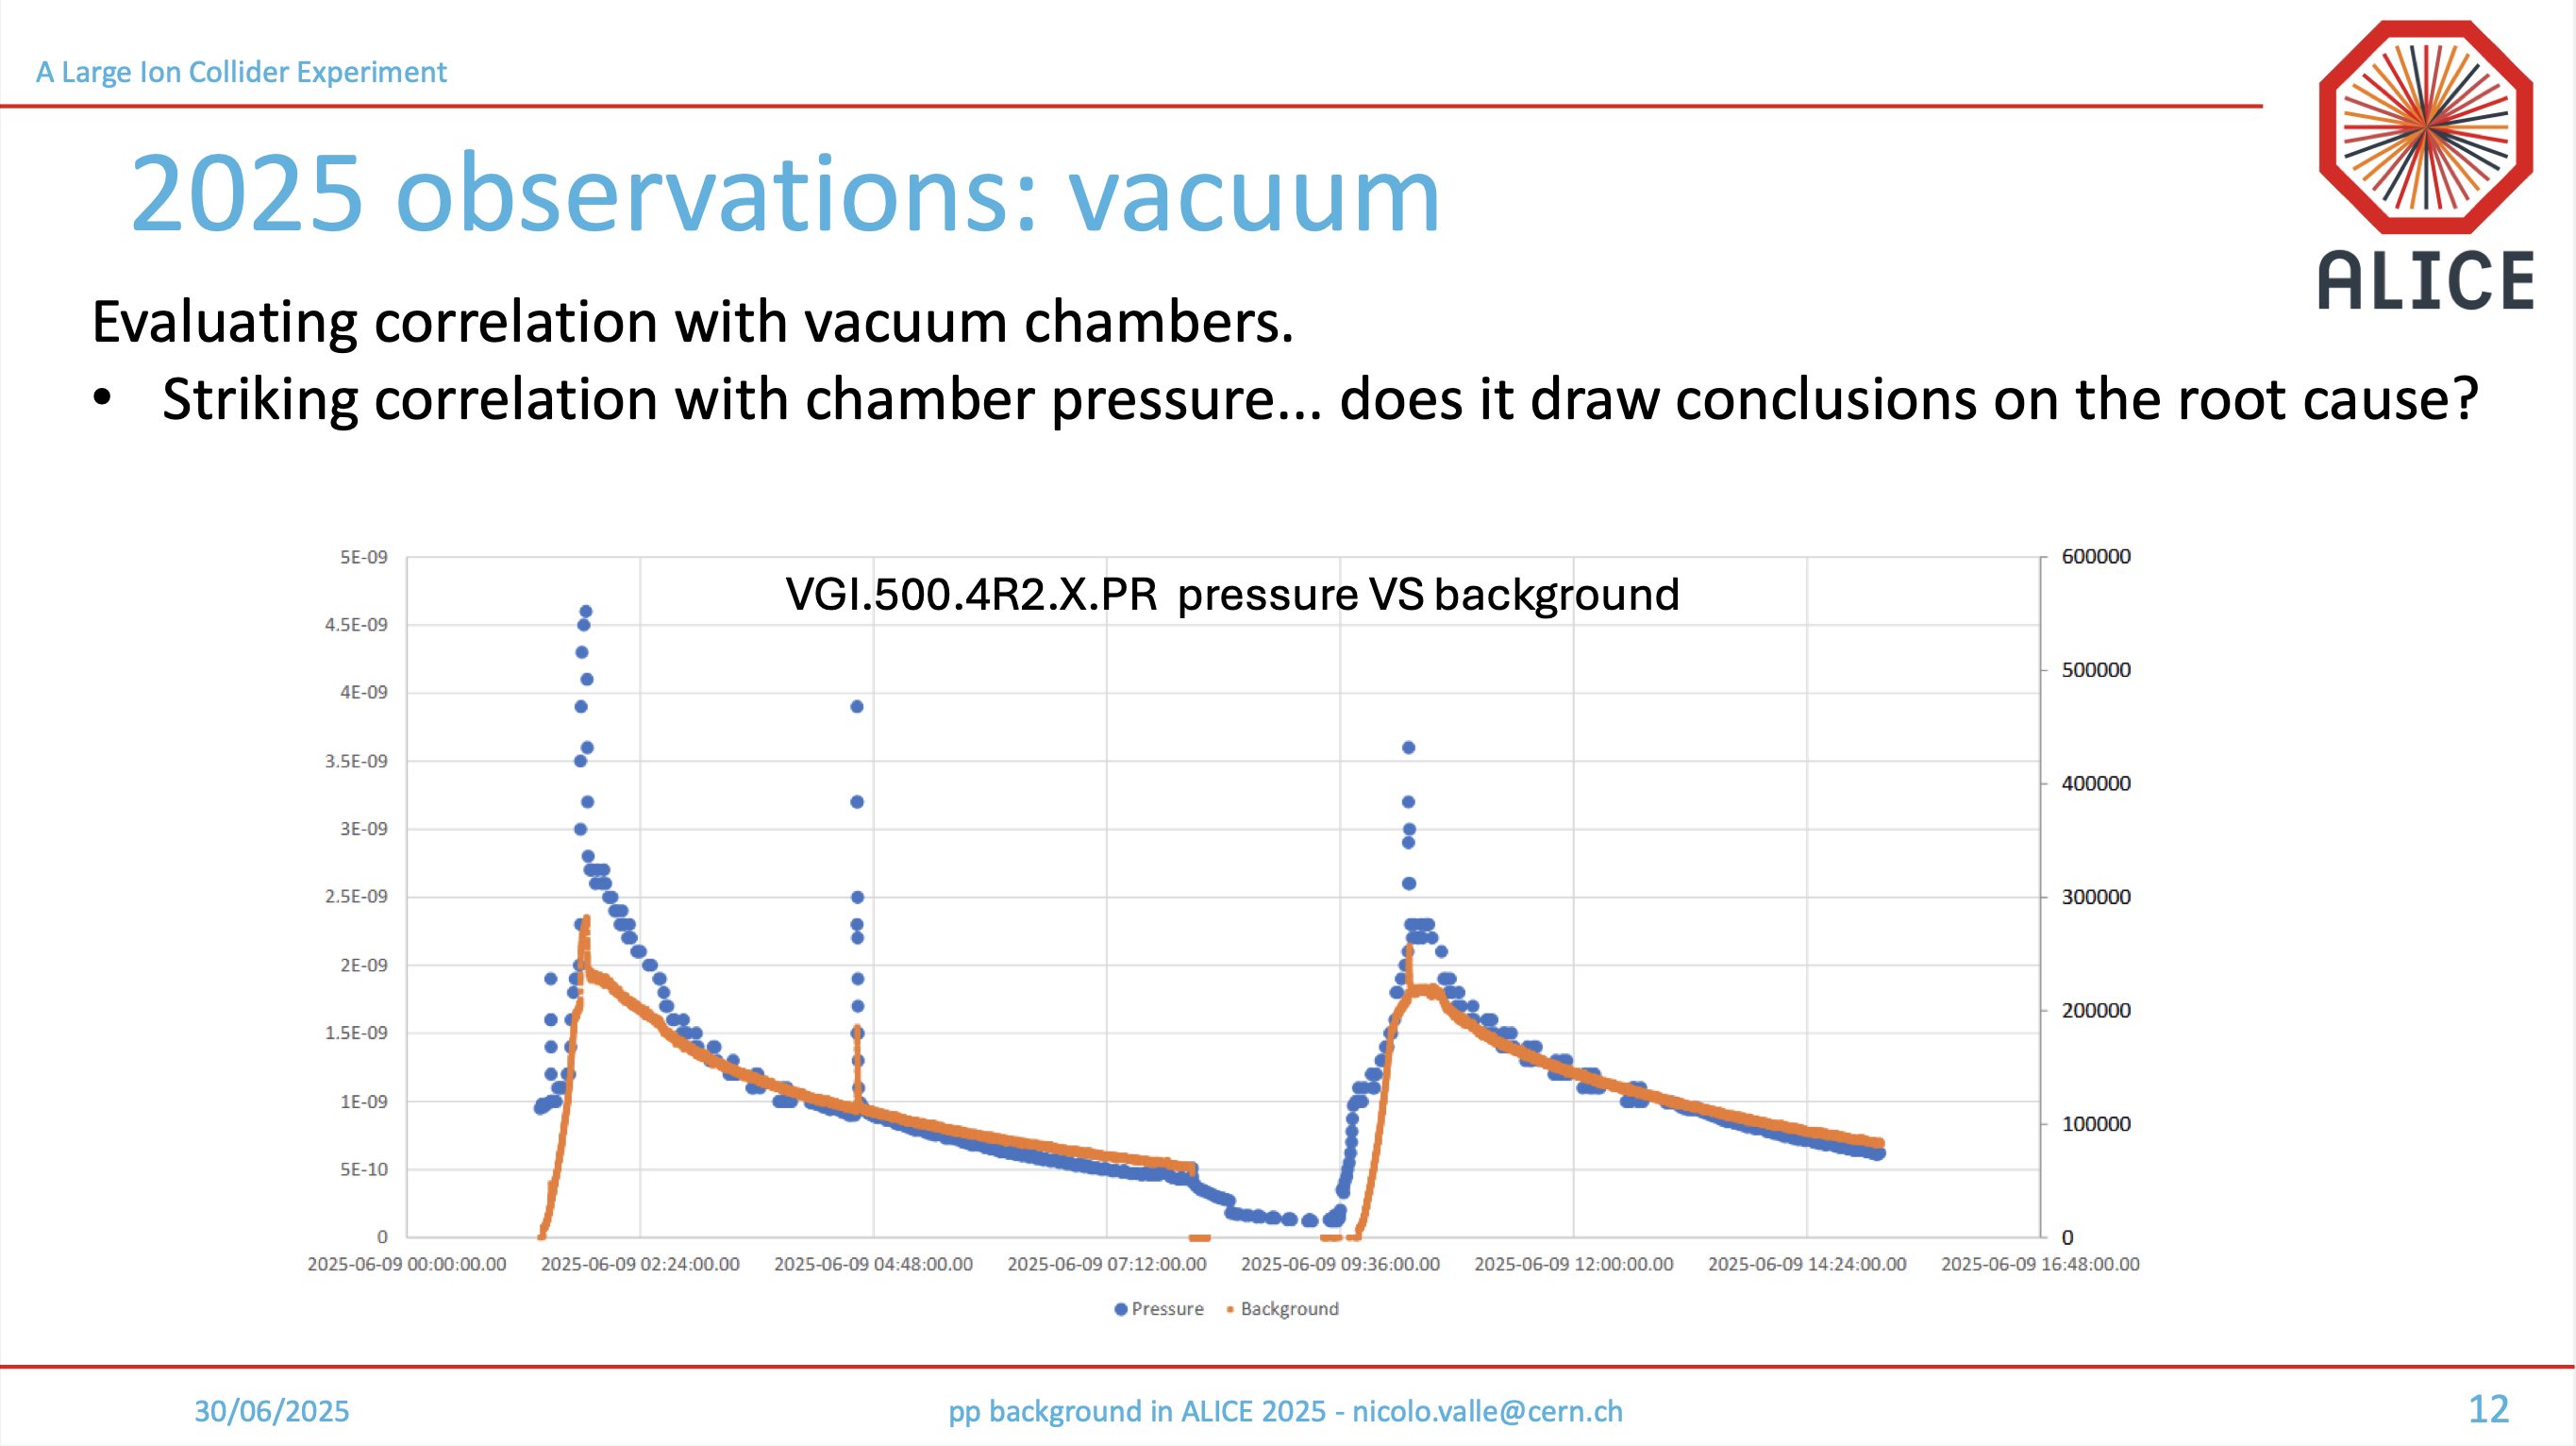 A Large Ion Collider Experiment
ALICE
2025 observations: vacuum
Evaluating correlation with vacuum chambers.
• Striking correlation with chamber pressure... does it draw conclusions on the root cause?
VGI.500.4R2.X.PR pressure VS background
5E-09
4.5E-09
4E-09
3.5E-09
3E-09
2.5E-09
2E-09
1.5E-09
1E-09
5E-10
0
600000
500000
400000
300000
200000
100000
0
2025-06-09 00:00:00.00
2025-06-09 02:24:00.00
2025-06-09 04:48:00.00
2025-06-09 07:12:00.00
2025-06-09 09:36:00.00
2025-06-09 12:00:00.00
2025-06-09 14:24:00.00
2025-06-09 16:48:00.00
Pressure
Background
30/06/2025
pp background in ALICE 2025 - nicolo.valle@cern.ch
12